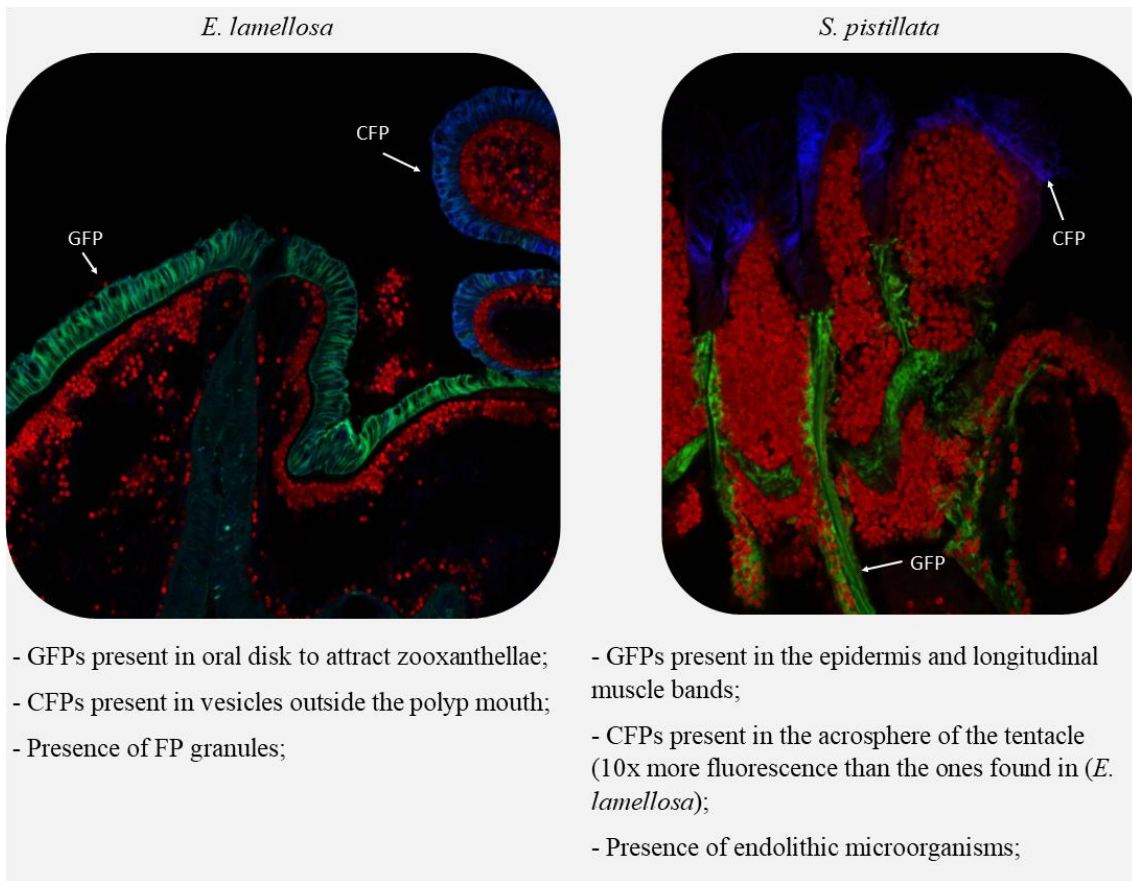 E. lamellosa
S. pistillata
CFP
GFP
CFP
GFP
- GFPs present in oral disk to attract zooxanthellae;
- CFPs present in vesicles outside the polyp mouth;
- Presence of FP granules;
- GFPs present in the epidermis and longitudinal
muscle bands;
- CFPs present in the acrosphere of the tentacle
(10x more fluorescence than the ones found in (E.
lamellosa);
- Presence of endolithic microorganisms;